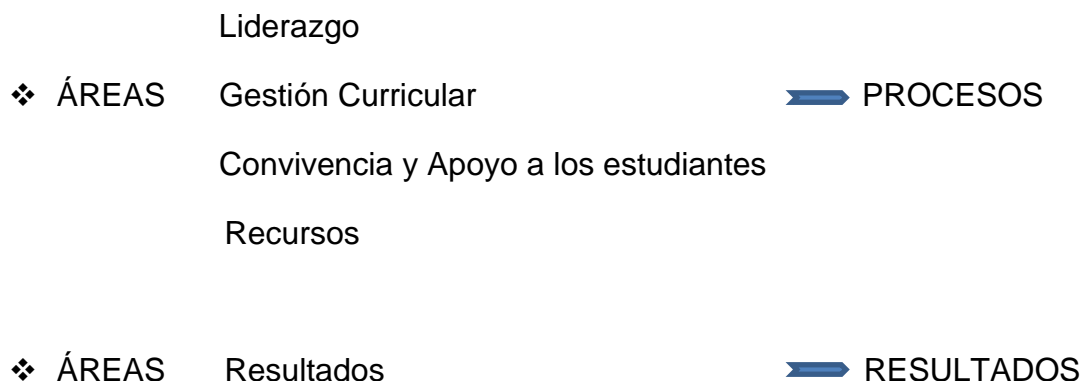 Liderazgo
❖ ÁREAS Gestión Curricular PROCESOS
Convivencia y Apoyo a los estudiantes
Recursos
❖ ÁREAS Resultados RESULTADOS